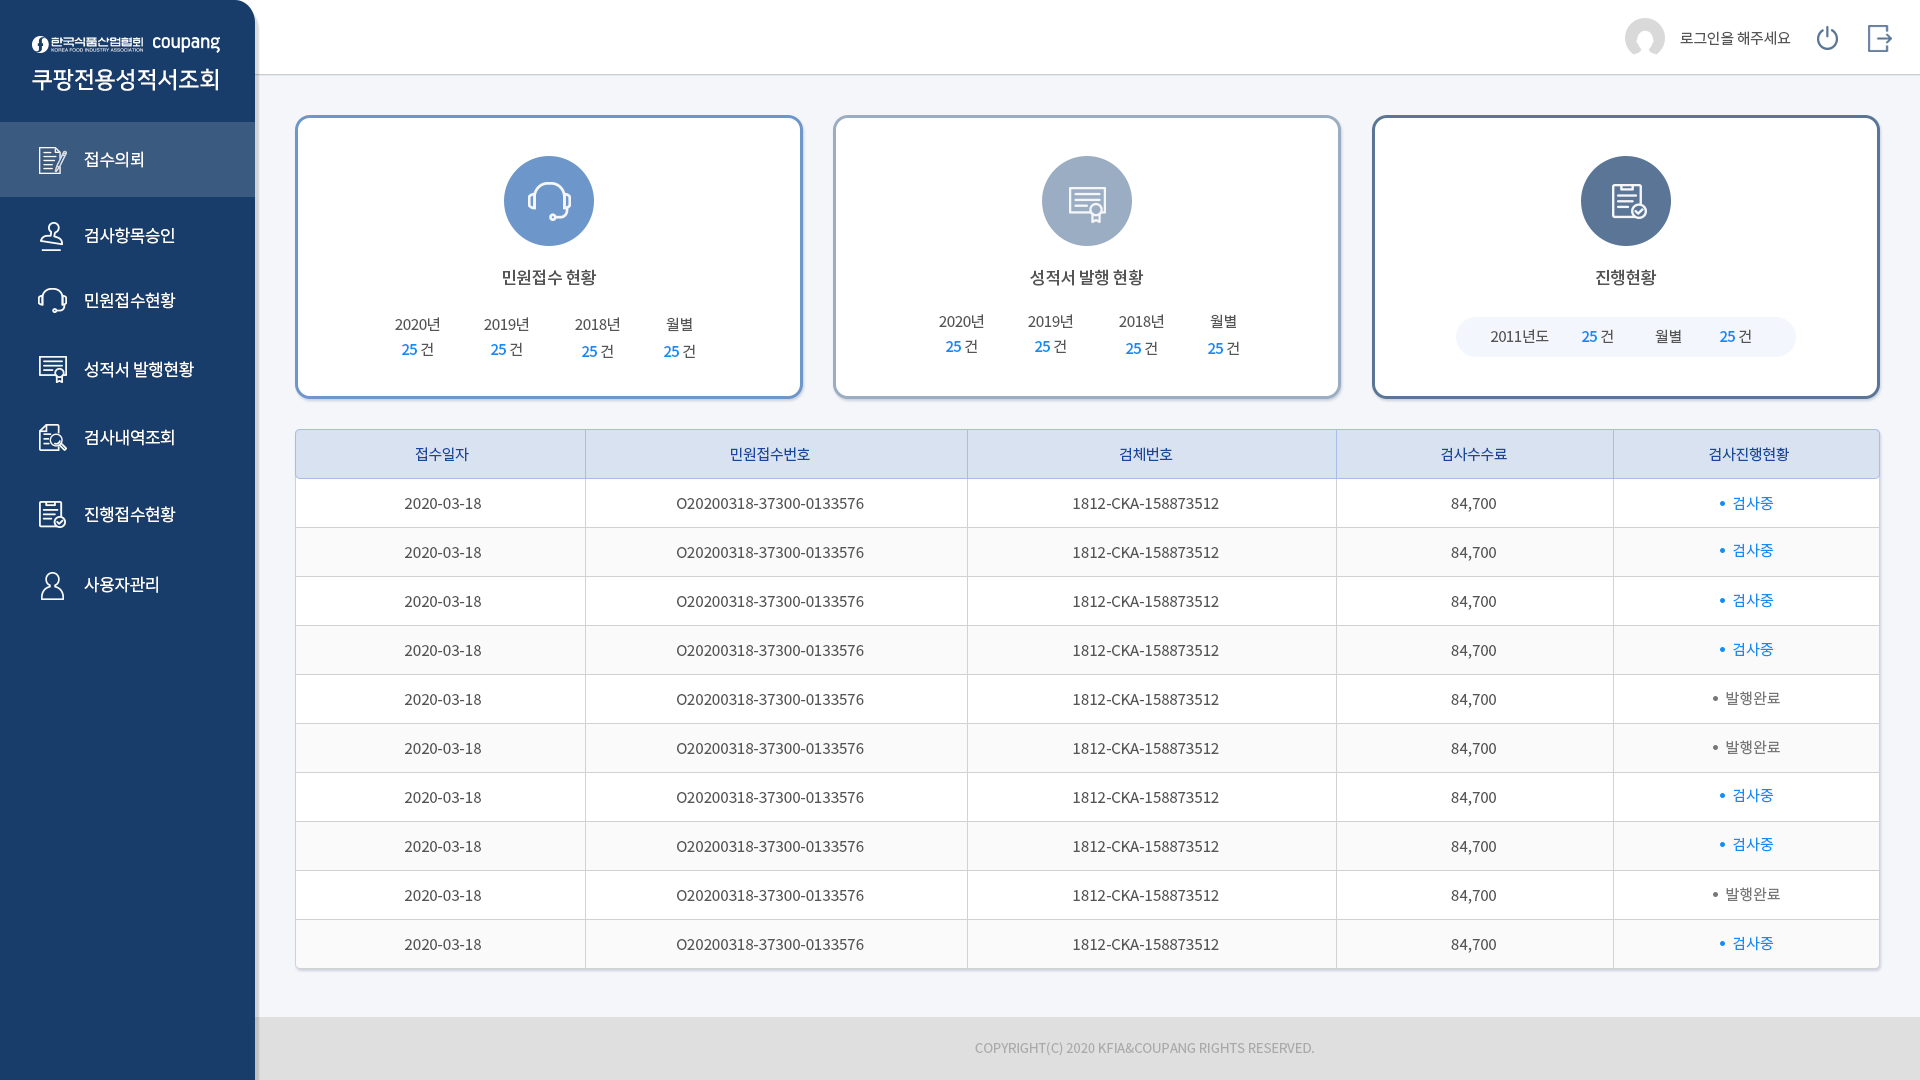 한국식품산업협회 coupang
KOREA FOOD INDUSTRY ASSOCIATION
쿠팡전용성적서조회
접수의뢰
검사항목승인
민원접수현황
성적서 발행현황
검사내역조회
진행접수현황
사용자관리
로그인을 해주세요
민원접수 현황
2020년 2019년 2018년 월별
25 건 25 건 25 건 25 건
성적서 발행 현황
2020년 2019년 2018년 월별
25 건 25 건 25 건 25 건
진행현황
2011년도 25 건 월별 25 건
접수일자 민원접수번호 검체번호 검사수수료 검사진행현황
2020-03-18 O20200318-37300-0133576 1812-CKA-158873512 84,700 • 검사중
2020-03-18 O20200318-37300-0133576 1812-CKA-158873512 84,700 • 검사중
2020-03-18 O20200318-37300-0133576 1812-CKA-158873512 84,700 • 검사중
2020-03-18 O20200318-37300-0133576 1812-CKA-158873512 84,700 • 검사중
2020-03-18 O20200318-37300-0133576 1812-CKA-158873512 84,700 • 발행완료
2020-03-18 O20200318-37300-0133576 1812-CKA-158873512 84,700 • 발행완료
2020-03-18 O20200318-37300-0133576 1812-CKA-158873512 84,700 • 검사중
2020-03-18 O20200318-37300-0133576 1812-CKA-158873512 84,700 • 검사중
2020-03-18 O20200318-37300-0133576 1812-CKA-158873512 84,700 • 발행완료
2020-03-18 O20200318-37300-0133576 1812-CKA-158873512 84,700 • 검사중
COPYRIGHT(C) 2020 KFIA&COUPANG RIGHTS RESERVED.